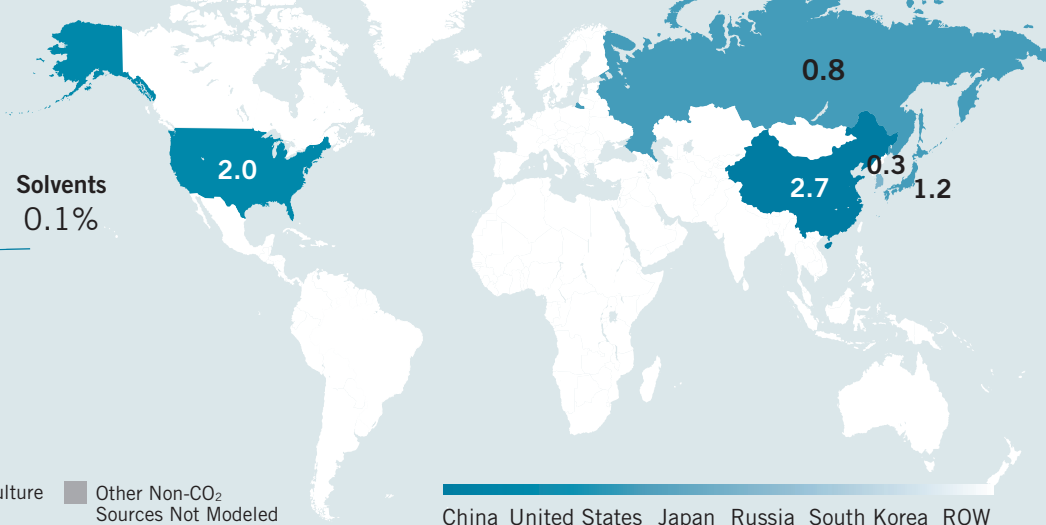 0.8
0.3
2.0
2.7
1.2
Solvents
0.1%
ulture
Other Non-CO₂
Sources Not Modeled
China United States Japan Russia South Korea ROW